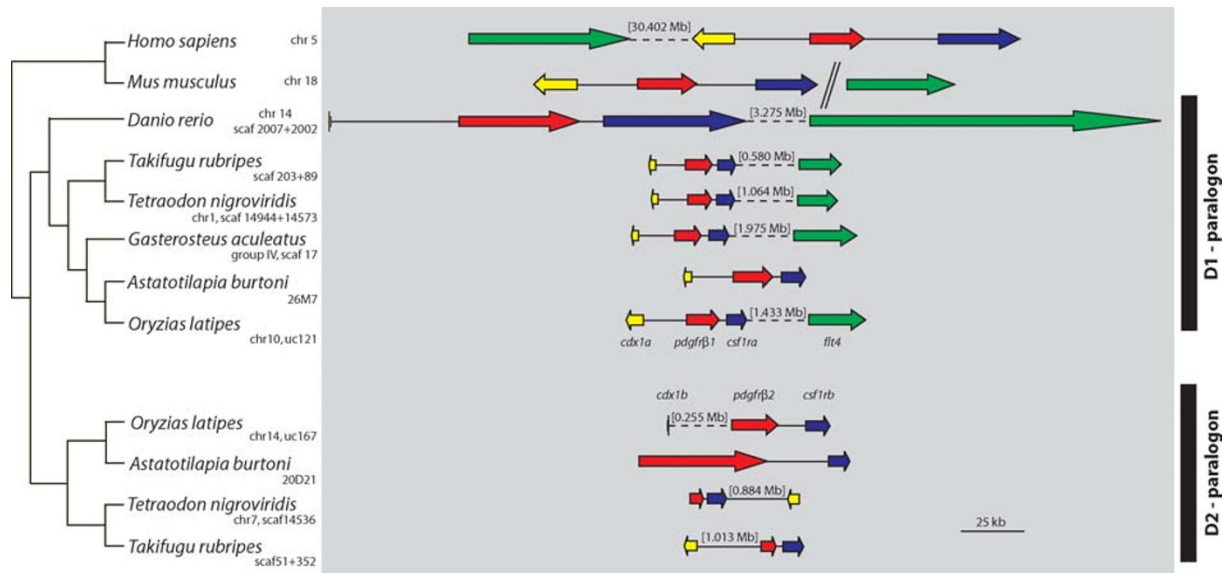 Homo sapiens chr 5 [30.402 Mb]
Mus musculus chr 18
Danio rerio chr 14 [3.275 Mb]
scaf 2007+2002
Takifugu rubripes [0.580 Mb]
scaf 203+89
Tetraodon nigroviridis [1.064 Mb]
chr1, scaf 14944+14573
Gasterosteus aculeatus [1.975 Mb]
group IV, scaf 17
Astatotilapia burtoni
26M7
Oryzias latipes [1.433 Mb]
chr10, uc121
cdx1a pdgfrβ1 csf1ra flt4
D1 - paralogon
cdx1b pdgfrβ2 csf1rb
Oryzias latipes [0.255 Mb]
chr14, uc167
Astatotilapia burtoni
20D21
Tetraodon nigroviridis [0.884 Mb]
chr7, scaf14536
Takifugu rubripes [1.013 Mb]
scaf51+352
25 kb
D2 - paralogon